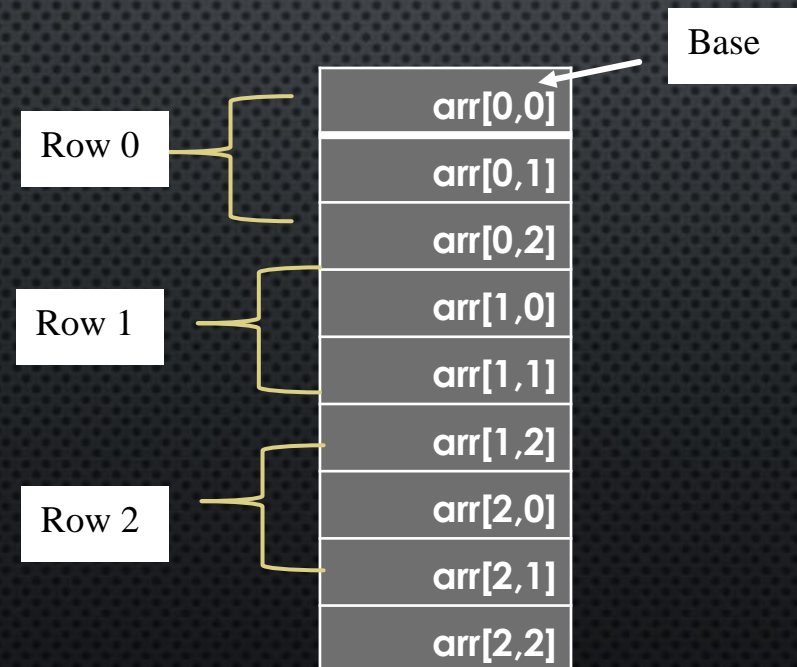 Base
arr[0,0]
Row 0
arr[0,1]
arr[0,2]
Row 1
arr[1,0]
arr[1,1]
arr[1,2]
Row 2
arr[2,0]
arr[2,1]
arr[2,2]